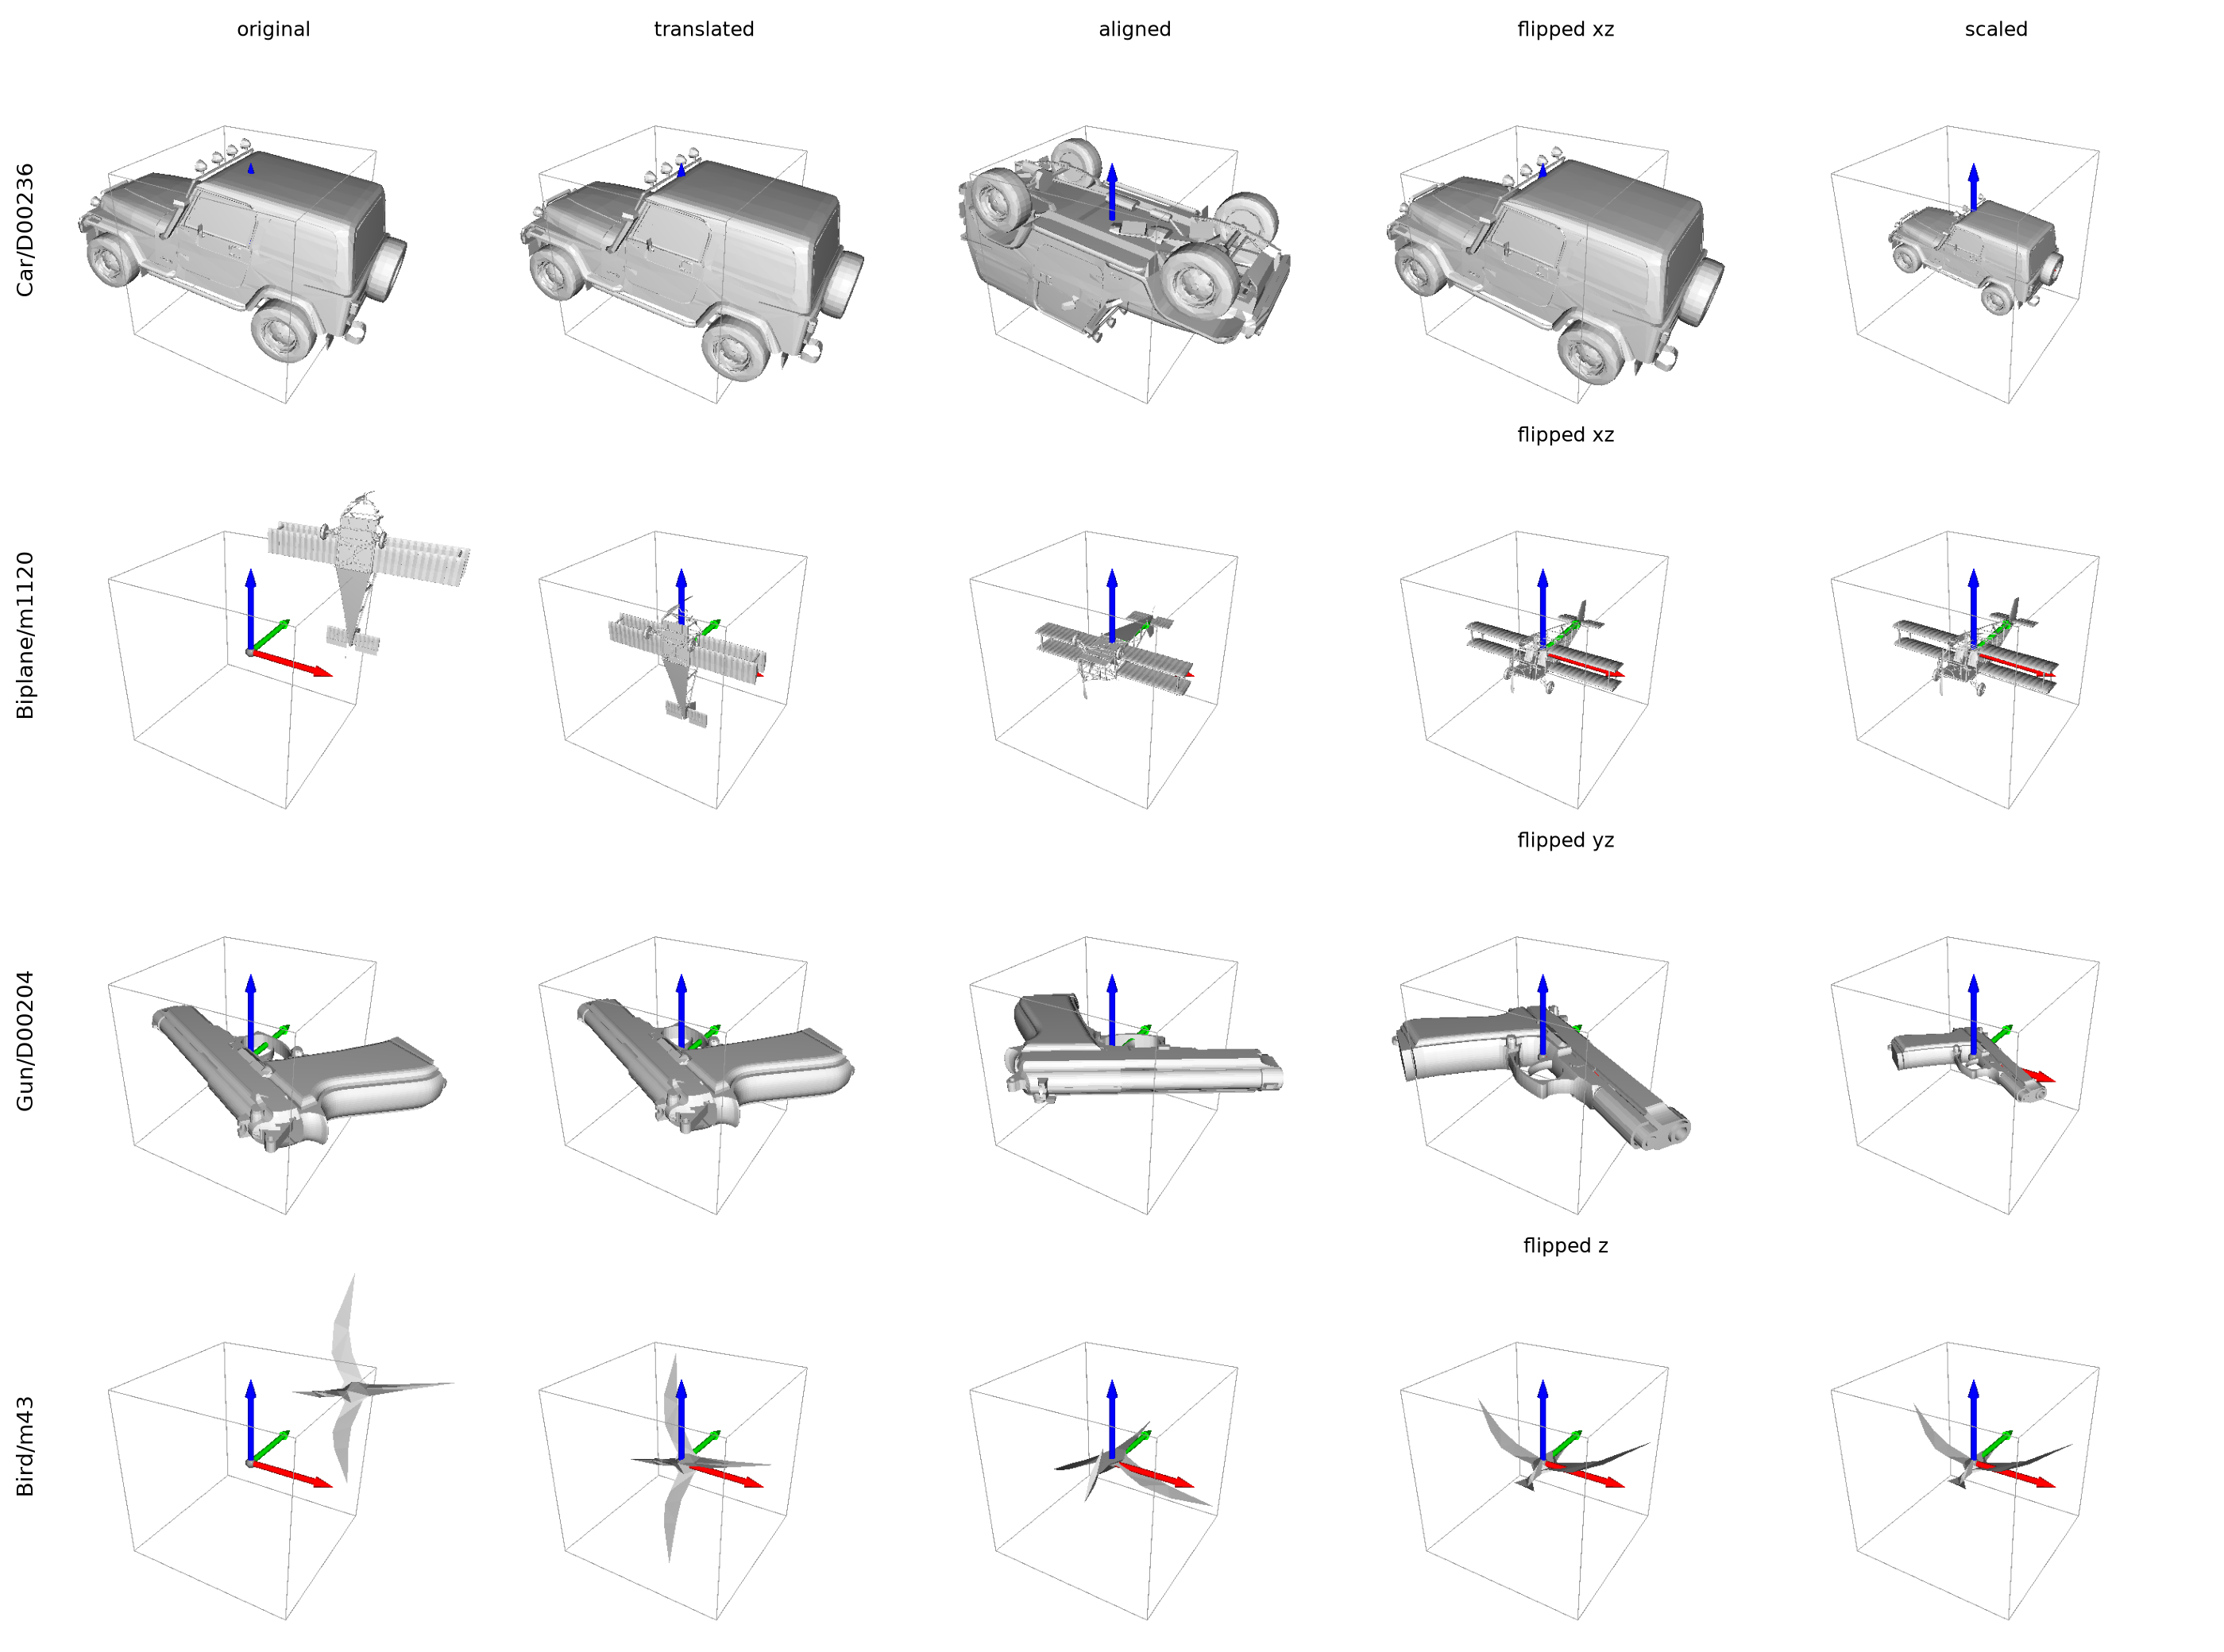 original translated aligned flipped xz scaled
Car/D00236
flipped xz
Biplane/m1120
flipped yz
Gun/D00204
flipped z
Bird/m43